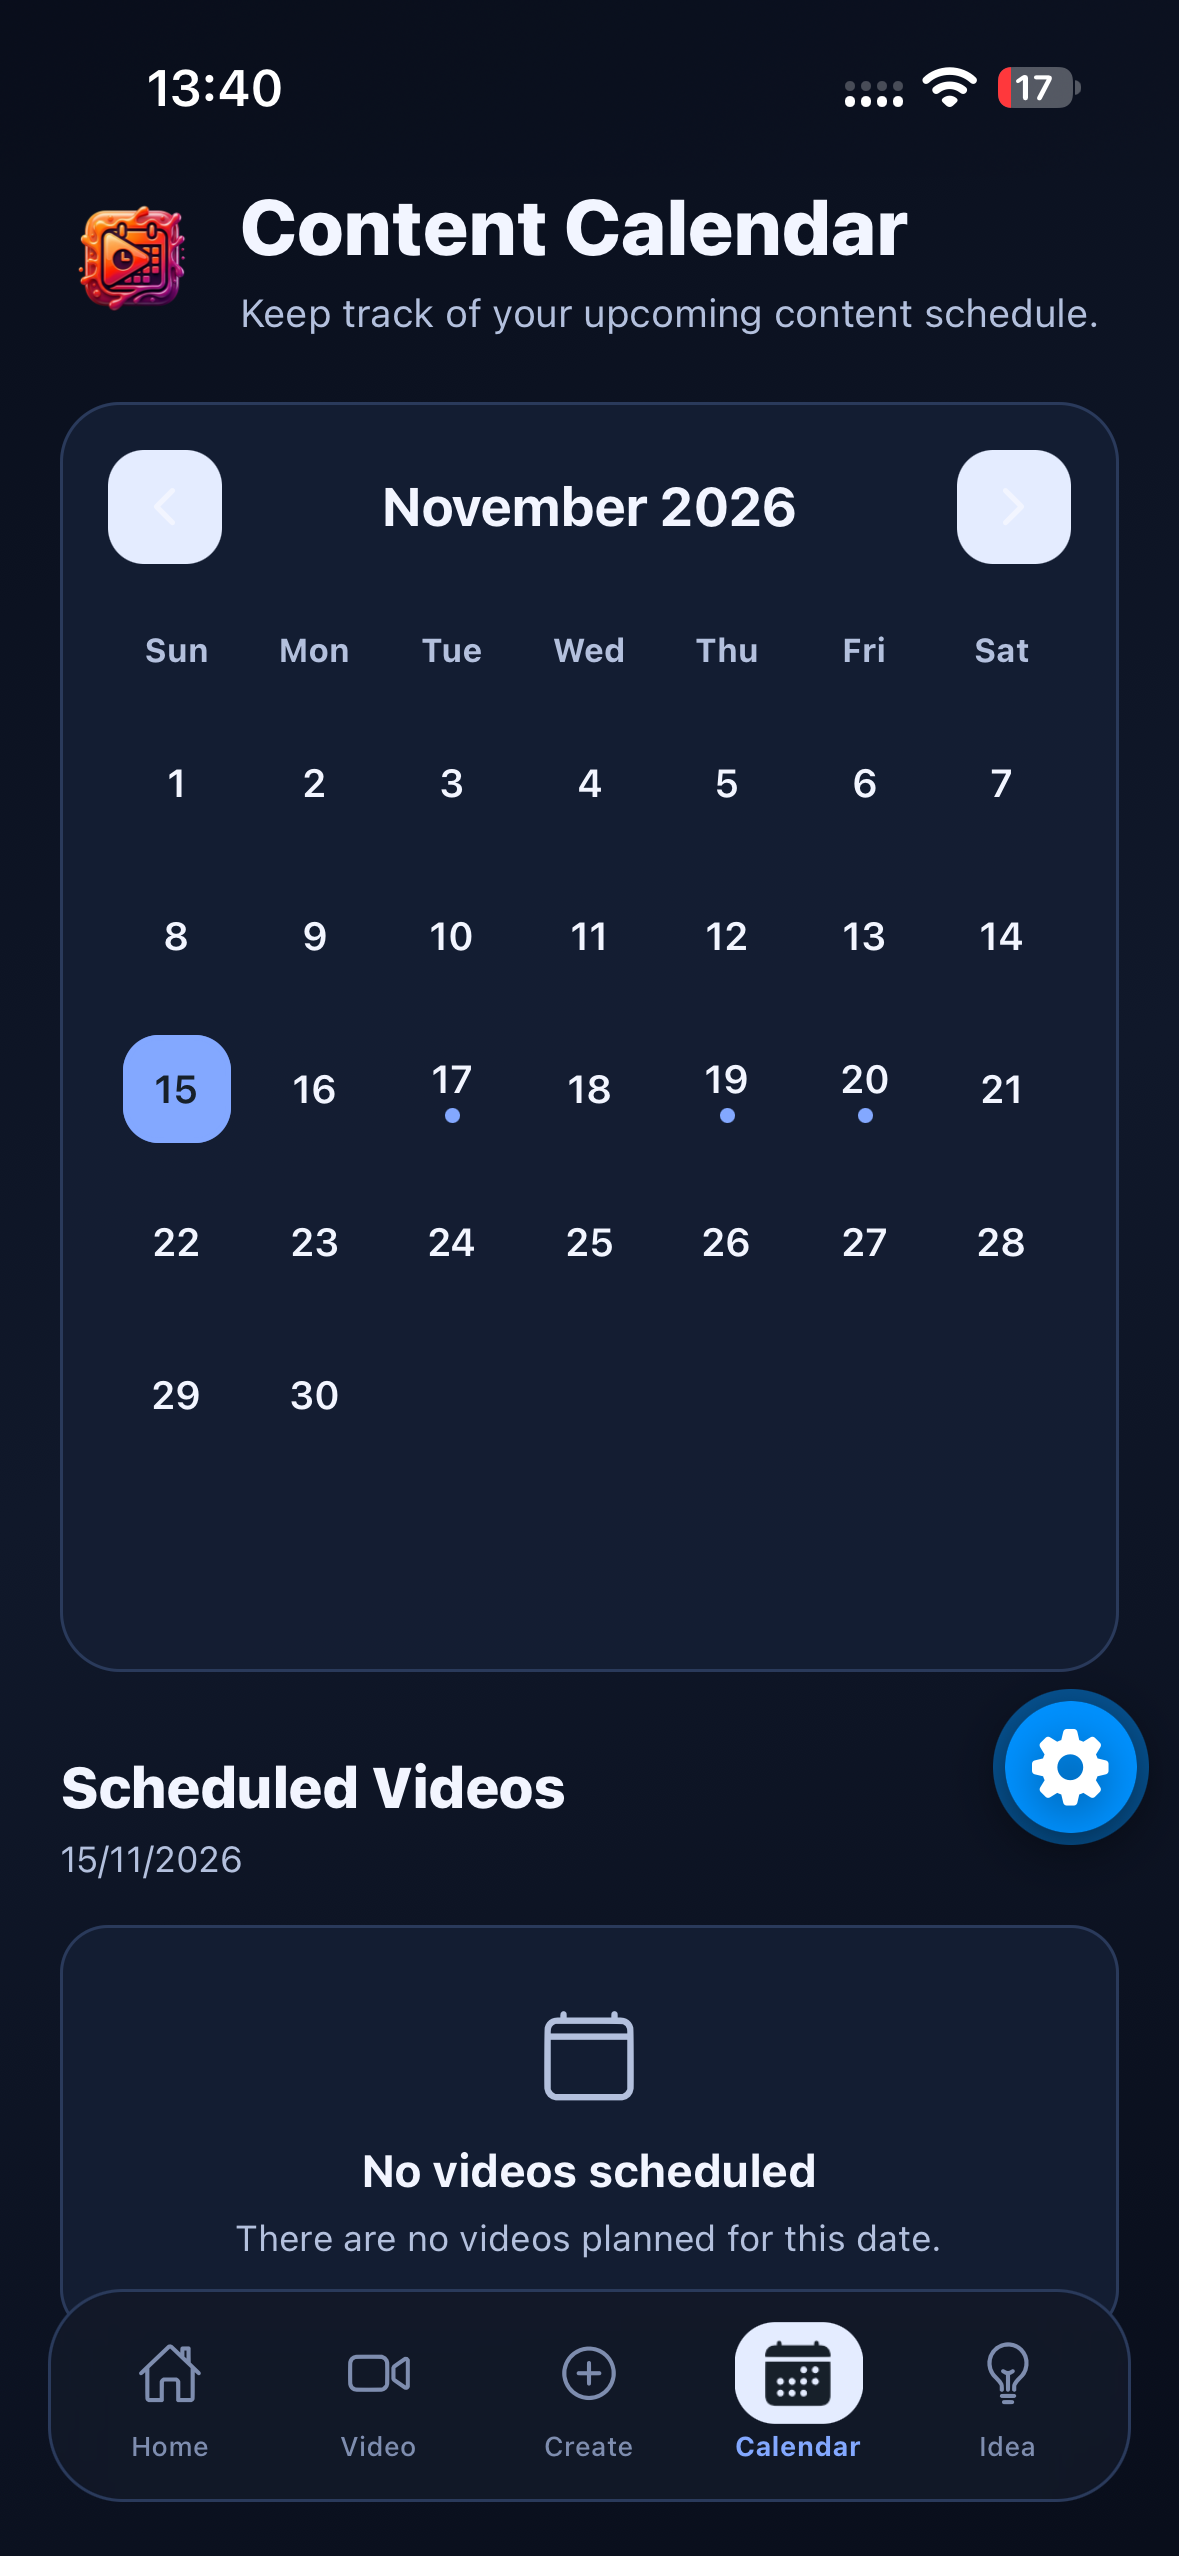 13:40
17
Content Calendar
Keep track of your upcoming content schedule.
November 2026
Sun Mon Tue Wed Thu Fri Sat
1 2 3 4 5 6 7
8 9 10 11 12 13 14
15 16 17 18 19 20 21
22 23 24 25 26 27 28
29 30
Scheduled Videos
15/11/2026
No videos scheduled
There are no videos planned for this date.
Home Video Create Calendar Idea